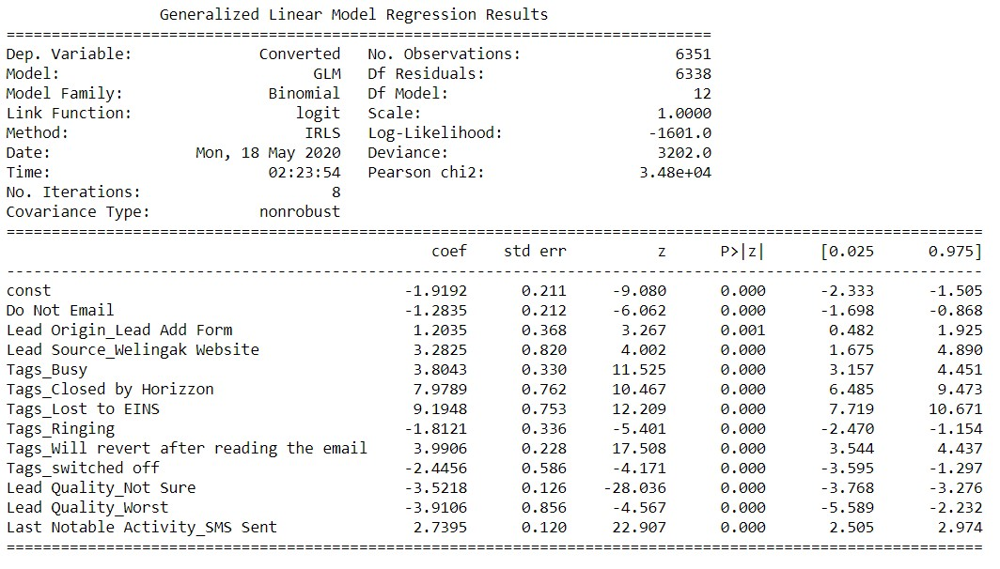 Generalized Linear Model Regression Results
==============================================================================
Dep. Variable: Converted No. Observations: 6351
Model: GLM Df Residuals: 6338
Model Family: Binomial Df Model: 12
Link Function: logit Scale: 1.0000
Method: IRLS Log-Likelihood: -1601.0
Date: Mon, 18 May 2020 Deviance: 3202.0
Time: 02:23:54 Pearson chi2: 3.48e+04
No. Iterations: 8
Covariance Type: nonrobust
============================================================================================================
coef std err z P>|z| [0.025 0.975]
------------------------------------------------------------------------------------------------------------
const -1.9192 0.211 -9.080 0.000 -2.333 -1.505
Do Not Email -1.2835 0.212 -6.062 0.000 -1.698 -0.868
Lead Origin_Lead Add Form 1.2035 0.368 3.267 0.001 0.482 1.925
Lead Source_Welingak Website 3.2825 0.820 4.002 0.000 1.675 4.890
Tags_Busy 3.8043 0.330 11.525 0.000 3.157 4.451
Tags_Closed by Horizzon 7.9789 0.762 10.467 0.000 6.485 9.473
Tags_Lost to EINS 9.1948 0.753 12.209 0.000 7.719 10.671
Tags_Ringing -1.8121 0.336 -5.401 0.000 -2.470 -1.154
Tags_Will revert after reading the email 3.9906 0.228 17.508 0.000 3.544 4.437
Tags_switched off -2.4456 0.586 -4.171 0.000 -3.595 -1.297
Lead Quality_Not Sure -3.5218 0.126 -28.036 0.000 -3.768 -3.276
Lead Quality_Worst -3.9106 0.856 -4.567 0.000 -5.589 -2.232
Last Notable Activity_SMS Sent 2.7395 0.120 22.907 0.000 2.505 2.974
============================================================================================================